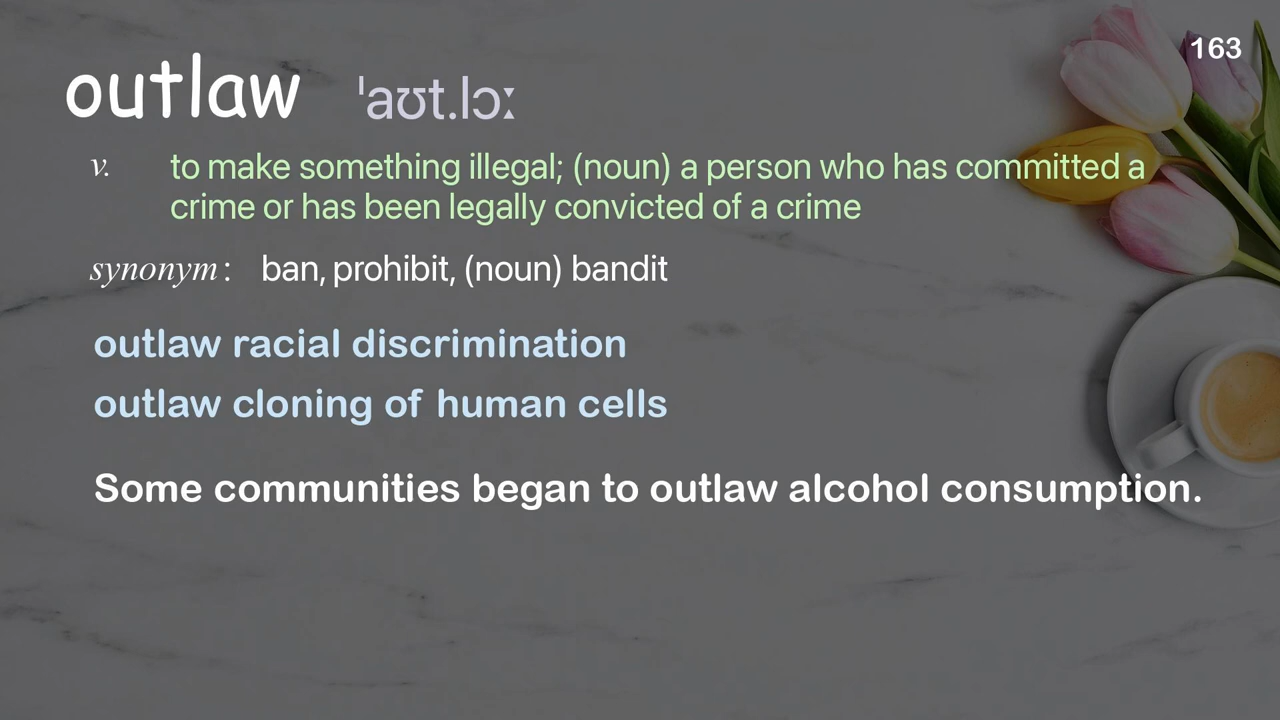 163
outlaw ˈaʊt.lɔː
v. to make something illegal; (noun) a person who has committed a
crime or has been legally convicted of a crime
synonym: ban, prohibit, (noun) bandit
outlaw racial discrimination
outlaw cloning of human cells
Some communities began to outlaw alcohol consumption.